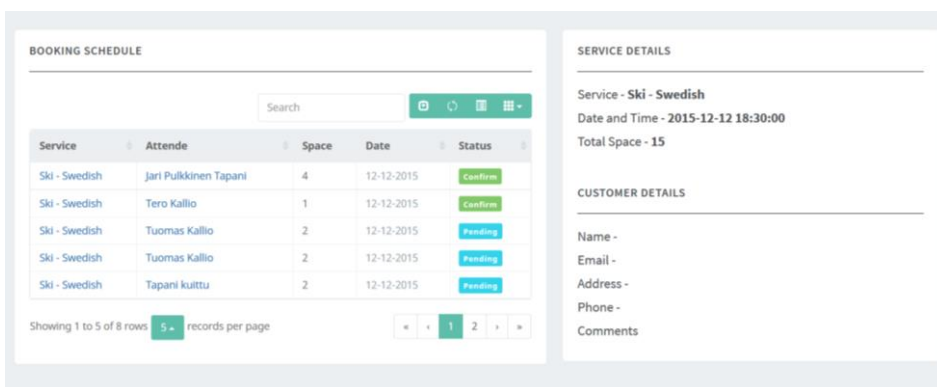 BOOKING SCHEDULE
Search
Service Attende Space Date Status
Ski - Swedish Jari Pulkkinen Tapani 4 12-12-2015 Confirm
Ski - Swedish Tero Kallio 1 12-12-2015 Confirm
Ski - Swedish Tuomas Kallio 2 12-12-2015 Pending
Ski - Swedish Tuomas Kallio 2 12-12-2015 Pending
Ski - Swedish Tapani kuittu 2 12-12-2015 Pending
Showing 1 to 5 of 8 rows 5 records per page « ‹ 1 2 › »
SERVICE DETAILS
Service - Ski - Swedish
Date and Time - 2015-12-12 18:30:00
Total Space - 15
CUSTOMER DETAILS
Name -
Email -
Address -
Phone -
Comments